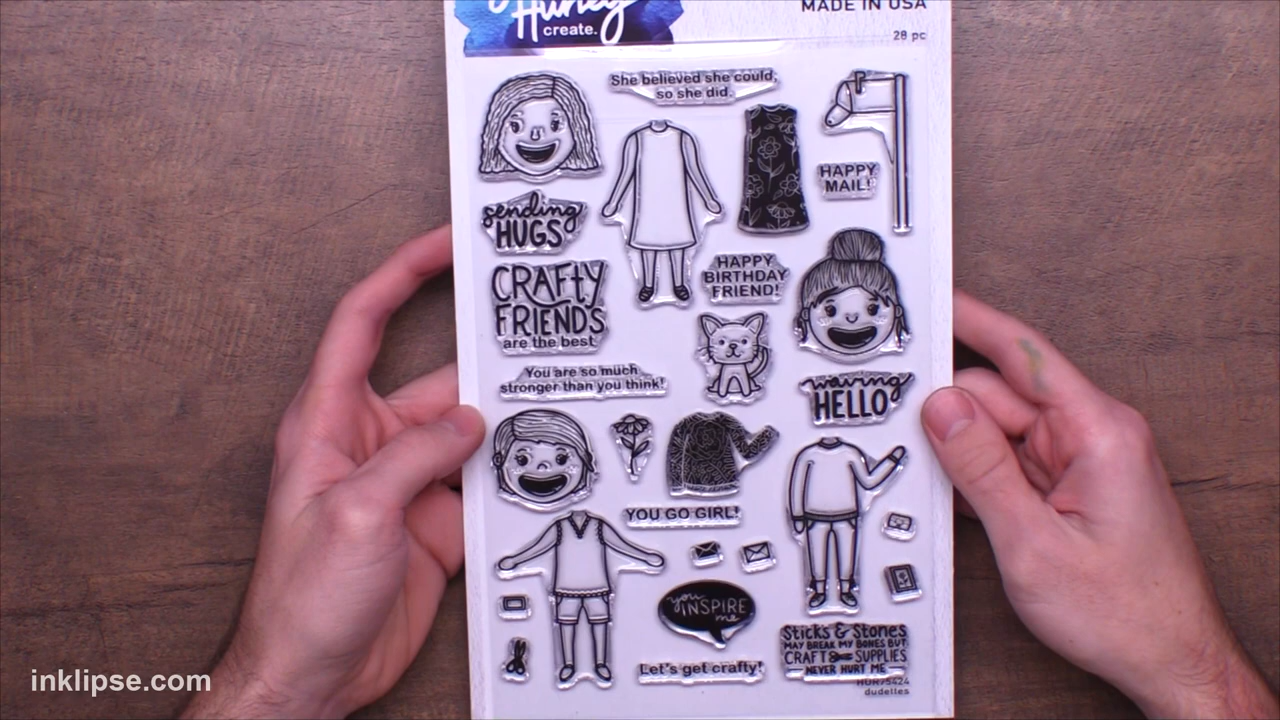 Hurley
create.
MADE IN USA
28 pc
She believed she could,
so she did.
HAPPY
MAIL!
sending
HUGS
CRAFTY
FRIENDS
are the best.
HAPPY
BIRTHDAY
FRIEND!
You are so much
stronger than you think!
waving
HELLO
YOU GO GIRL!
you
INSPIRE
me
Let's get crafty!
Sticks & Stones
MAY BREAK MY BONES BUT
CRAFT SUPPLIES
NEVER HURT ME
HUR75424
dudettes
inklipse.com